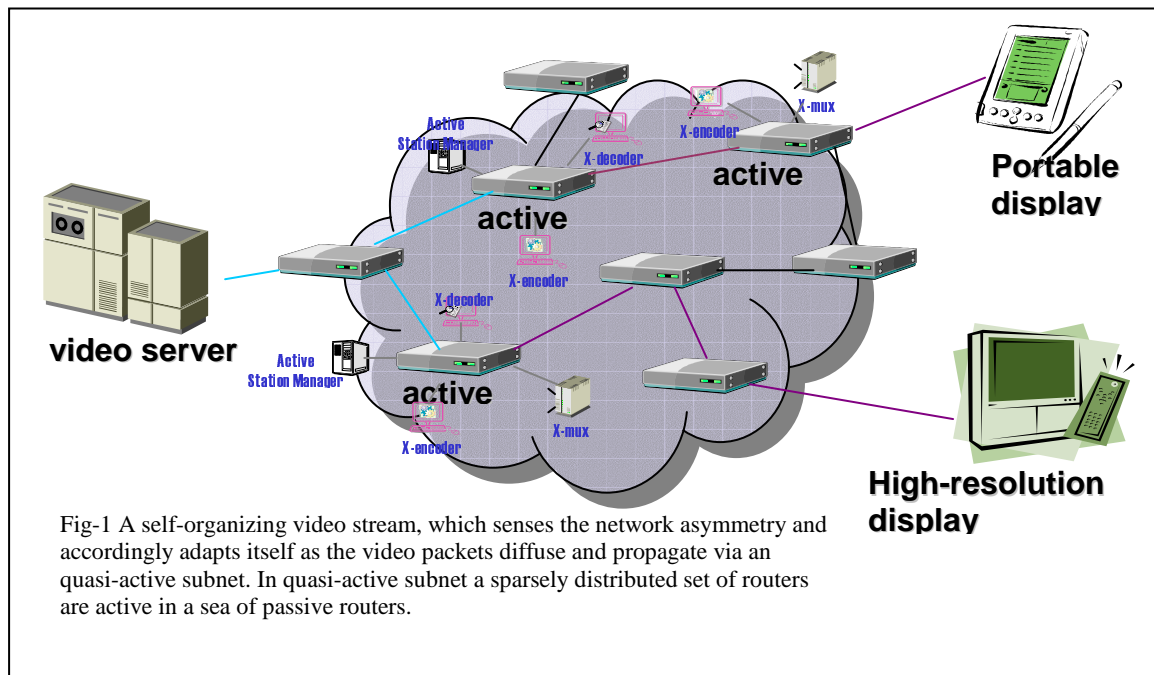 X-mux
Active
Station Manager
X-decoder
X-encoder
active
Portable
display
active
X-encoder
video server
X-decoder
Active
Station Manager
active
X-encoder
X-mux
High-resolution
display
Fig-1 A self-organizing video stream, which senses the network asymmetry and
accordingly adapts itself as the video packets diffuse and propagate via an
quasi-active subnet. In quasi-active subnet a sparsely distributed set of routers
are active in a sea of passive routers.